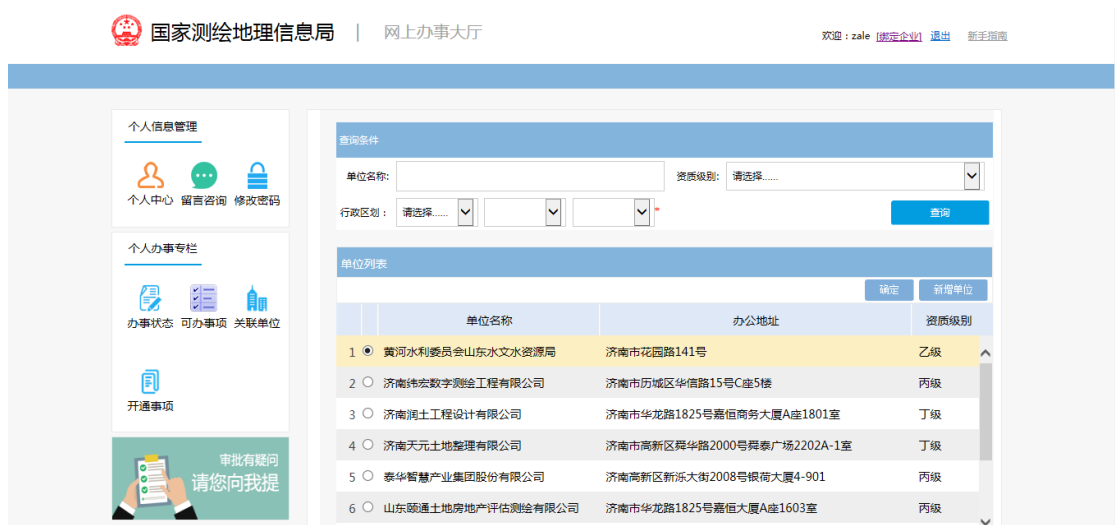 国家测绘地理信息局 | 网上办事大厅
欢迎：zale [绑定企业] 退出 新手指南
个人信息管理
个人中心 留言咨询 修改密码
个人办事专栏
办事状态 可办事项 关联单位
开通事项
审批有疑问
请您向我提
查询条件
单位名称: 资质级别: 请选择......
行政区划： 请选择...... * 查询
单位列表
确定 新增单位
单位名称 办公地址 资质级别
1 黄河水利委员会山东水文水资源局 济南市花园路141号 乙级
2 济南纬宏数字测绘工程有限公司 济南市历城区华信路15号C座5楼 丙级
3 济南润土工程设计有限公司 济南市华龙路1825号嘉恒商务大厦A座1801室 丁级
4 济南天元土地整理有限公司 济南市高新区舜华路2000号舜泰广场2202A-1室 丁级
5 泰华智慧产业集团股份有限公司 济南高新区新泺大街2008号银荷大厦4-901 丙级
6 山东颐通土地房地产评估测绘有限公司 济南市华龙路1825号嘉恒大厦A座1603室 丙级